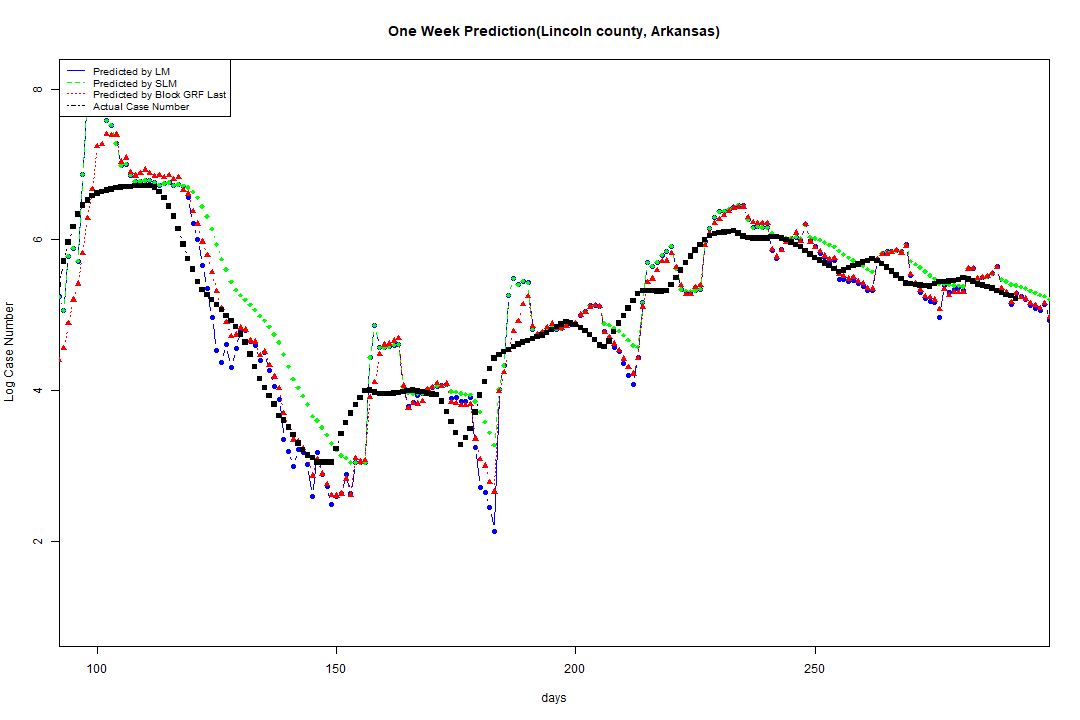 One Week Prediction(Lincoln county, Arkansas)
Predicted by LM
Predicted by SLM
Predicted by Block GRF Last
Actual Case Number
8
6
4
2
Log Case Number
100 150 200 250
days